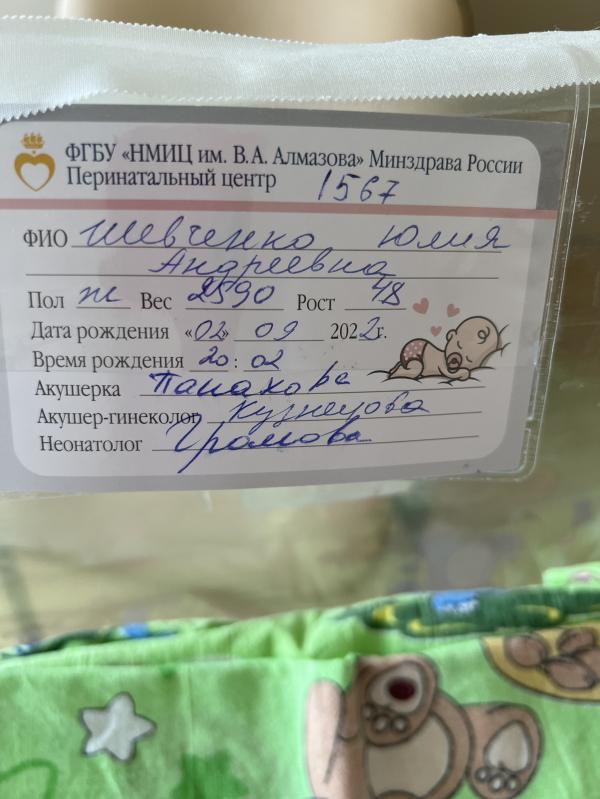 ФГБУ «НМИЦ им. В.А. Алмазова» Минздрава России
Перинатальный центр 1567
ФИО Шевченко Юлия
Андреевна
Пол ж Вес 2590 Рост 48
Дата рождения «02» 09 2022г.
Время рождения 20:02
Акушерка Панахова
Акушер-гинеколог Кузнецова
Неонатолог Громова